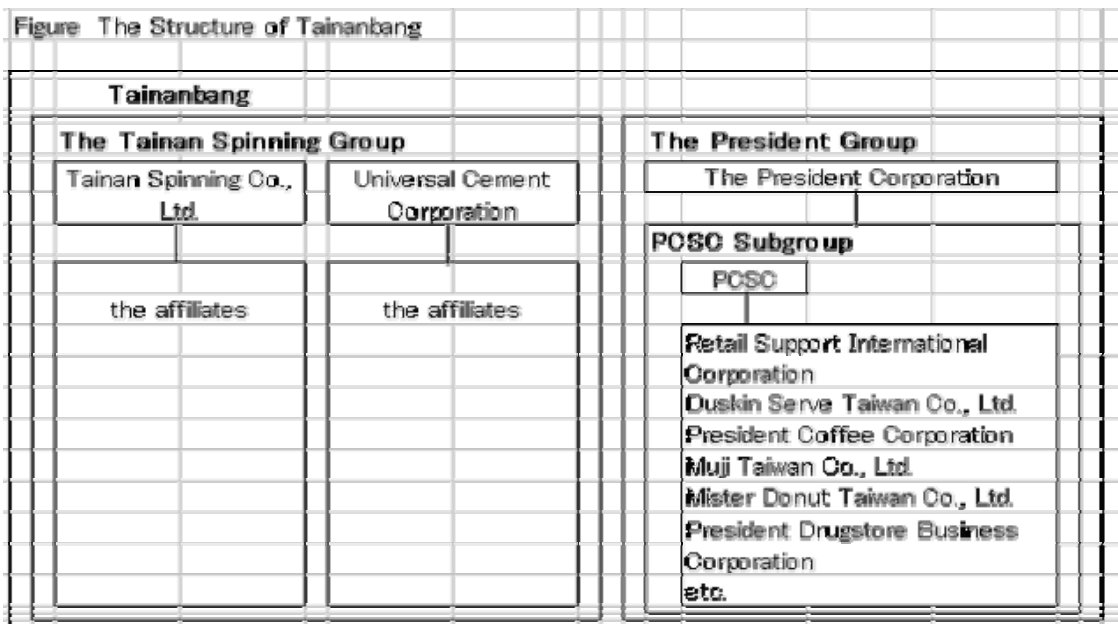 Figure The Structure of Tainanbang
Tainanbang
The Tainan Spinning Group
Tainan Spinning Co.,
Ltd.
Universal Cement
Corporation
the affiliates
the affiliates
The President Group
The President Corporation
PCSC Subgroup
PCSC
Retail Support International
Corporation
Duskin Serve Taiwan Co., Ltd.
President Coffee Corporation
Muji Taiwan Co., Ltd.
Mister Donut Taiwan Co., Ltd.
President Drugstore Business
Corporation
etc.